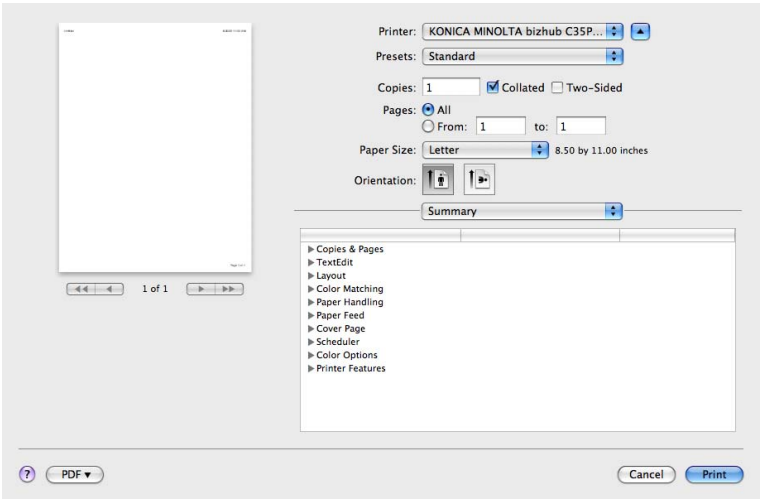 Printer: KONICA MINOLTA bizhub C35P...
Presets: Standard
Copies: 1 Collated Two-Sided
Pages: All
From: 1 to: 1
Paper Size: Letter 8.50 by 11.00 inches
Orientation:
Summary
Copies & Pages
TextEdit
Layout
Color Matching
Paper Handling
Paper Feed
Cover Page
Scheduler
Color Options
Printer Features
1 of 1
? PDF ▾ Cancel Print